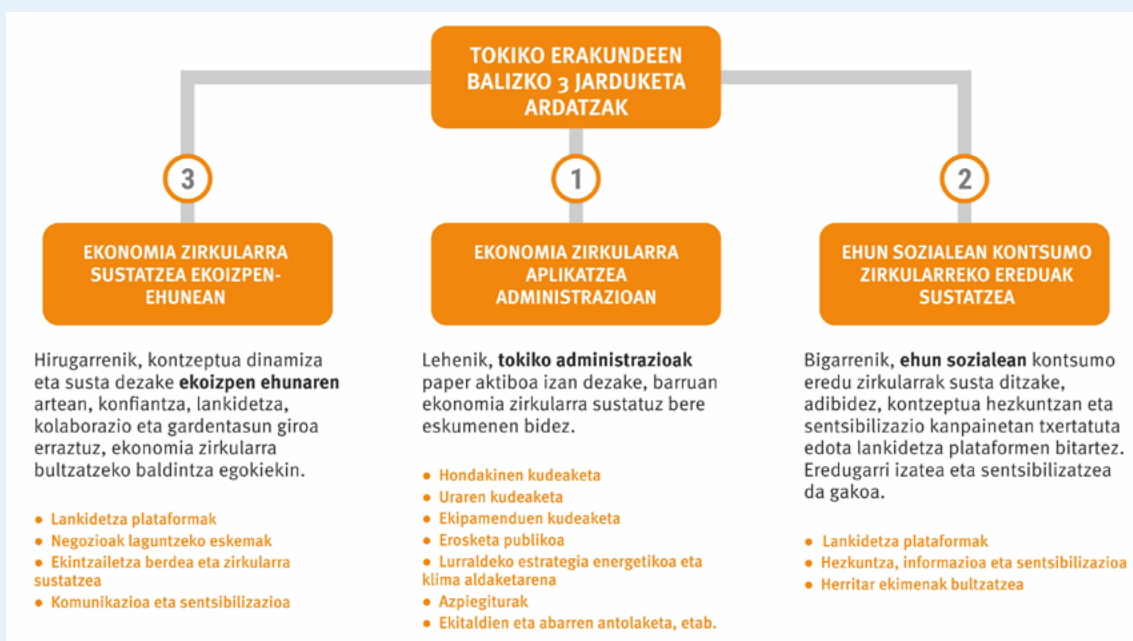 TOKIKO ERAKUNDEEN
BALIZKO 3 JARDUKETA
ARDATZAK
3
EKONOMIA ZIRKULARRA
SUSTATZEA EKOIZPEN-
EHUNEAN
Hirugarrenik, kontzeptua dinamiza
eta susta dezake ekoizpen ehunaren
artean, konfiantza, lankidetza,
kolaborazio eta gardentasun giroa
erraztuz, ekonomia zirkularra
bultzatzeko baldintza egokiekin.
● Lankidetza plataformak
● Negozioak laguntzeko eskemak
● Ekintzailetza berdea eta zirkularra
sustatzea
● Komunikazioa eta sentsibilizazioa
1
EKONOMIA ZIRKULARRA
APLIKATZEA
ADMINISTRAZIOAN
Lehenik, tokiko administrazioak
paper aktiboa izan dezake, barruan
ekonomia zirkularra sustatuz bere
eskumenen bidez.
● Hondakinen kudeaketa
● Uraren kudeaketa
● Ekipamenduen kudeaketa
● Erosketa publikoa
● Lurraldeko estrategia energetikoa eta
klima aldaketarena
● Azpiegiturak
● Ekitaldien eta abarren antolaketa, etab.
2
EHUN SOZIALEAN KONTSUMO
ZIRKULARREKO EREDUAK
SUSTATZEA
Bigarrenik, ehun sozialean kontsumo
eredu zirkularrak susta ditzake,
adibidez, kontzeptua hezkuntzan eta
sentsibilizazio kanpainetan txertatuta
edota lankidetza plataformen bitartez.
Eredugarri izatea eta sentsibilizatzea
da gakoa.
● Lankidetza plataformak
● Hezkuntza, informazioa eta sentsibilizazioa
● Herritar ekimenak bultzatzea